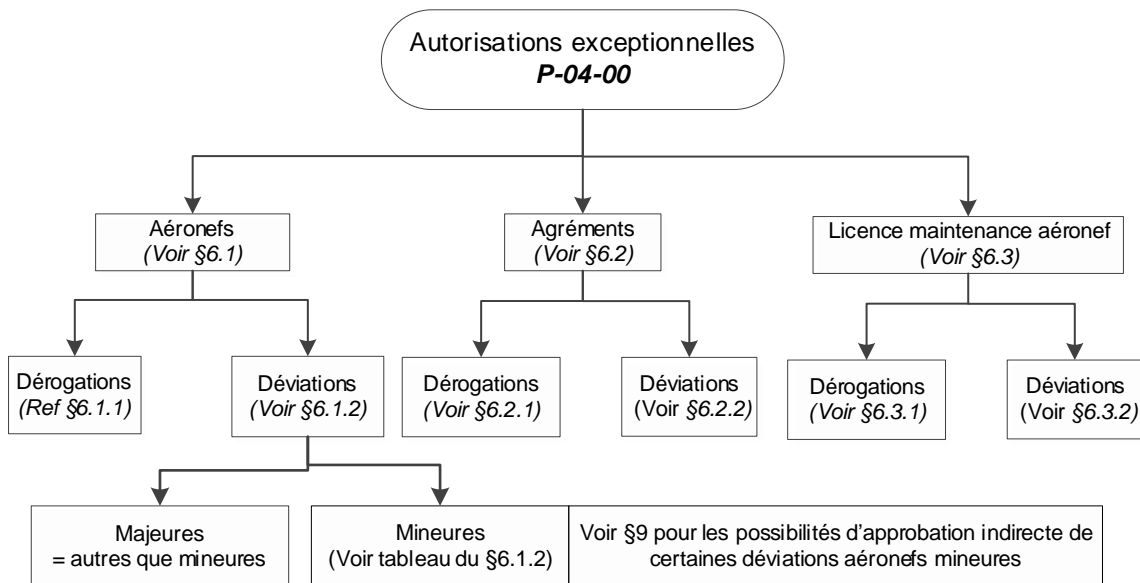 Autorisations exceptionnelles
P-04-00
Aéronefs
(Voir §6.1)
Agréments
(Voir §6.2)
Licence maintenance aéronef
(Voir §6.3)
Dérogations
(Ref §6.1.1)
Déviations
(Voir §6.1.2)
Dérogations
(Voir §6.2.1)
Déviations
(Voir §6.2.2)
Dérogations
(Voir §6.3.1)
Déviations
(Voir §6.3.2)
Majeures
= autres que mineures
Mineures
(Voir tableau du §6.1.2)
Voir §9 pour les possibilités d’approbation indirecte de
certaines déviations aéronefs mineures